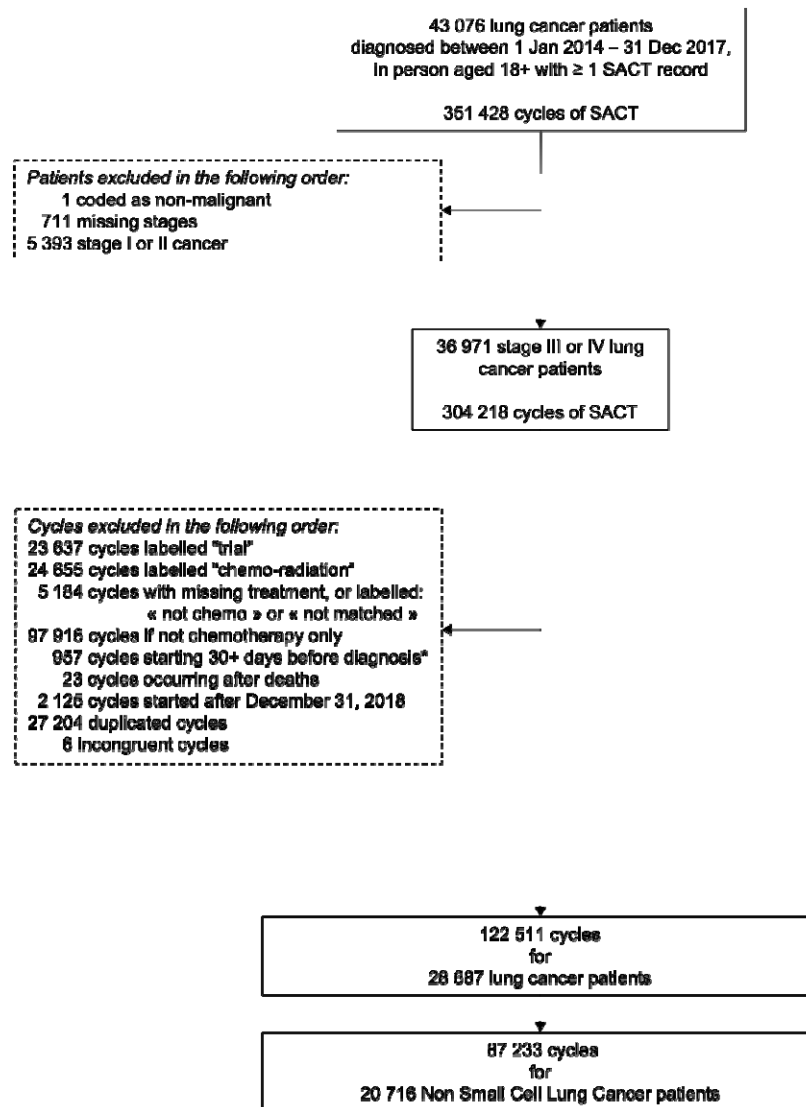 43 076 lung cancer patients
diagnosed between 1 Jan 2014 – 31 Dec 2017,
in person aged 18+ with ≥ 1 SACT record
351 428 cycles of SACT
Patients excluded in the following order:
1 coded as non-malignant
711 missing stages
5 393 stage I or II cancer
36 971 stage III or IV lung
cancer patients
304 218 cycles of SACT
Cycles excluded in the following order:
23 637 cycles labelled "trial"
24 655 cycles labelled "chemo-radiation"
5 184 cycles with missing treatment, or labelled:
« not chemo » or « not matched »
97 916 cycles if not chemotherapy only
957 cycles starting 30+ days before diagnosis*
23 cycles occurring after deaths
2 125 cycles started after December 31, 2018
27 204 duplicated cycles
6 incongruent cycles
122 511 cycles
for
28 687 lung cancer patients
87 233 cycles
for
20 716 Non Small Cell Lung Cancer patients